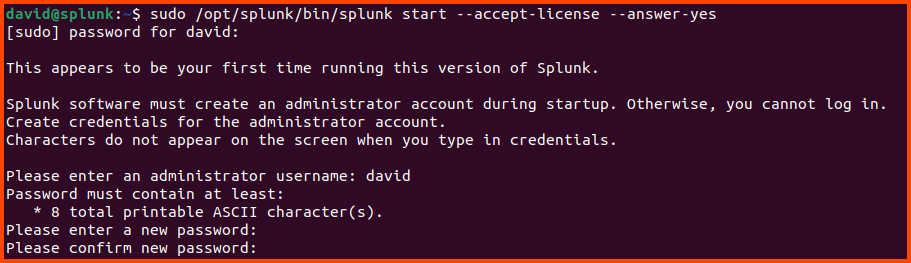 david@splunk:~$ sudo /opt/splunk/bin/splunk start --accept-license --answer-yes
[sudo] password for david:
This appears to be your first time running this version of Splunk.
Splunk software must create an administrator account during startup. Otherwise, you cannot log in.
Create credentials for the administrator account.
Characters do not appear on the screen when you type in credentials.
Please enter an administrator username: david
Password must contain at least:
   * 8 total printable ASCII character(s).
Please enter a new password:
Please confirm new password: